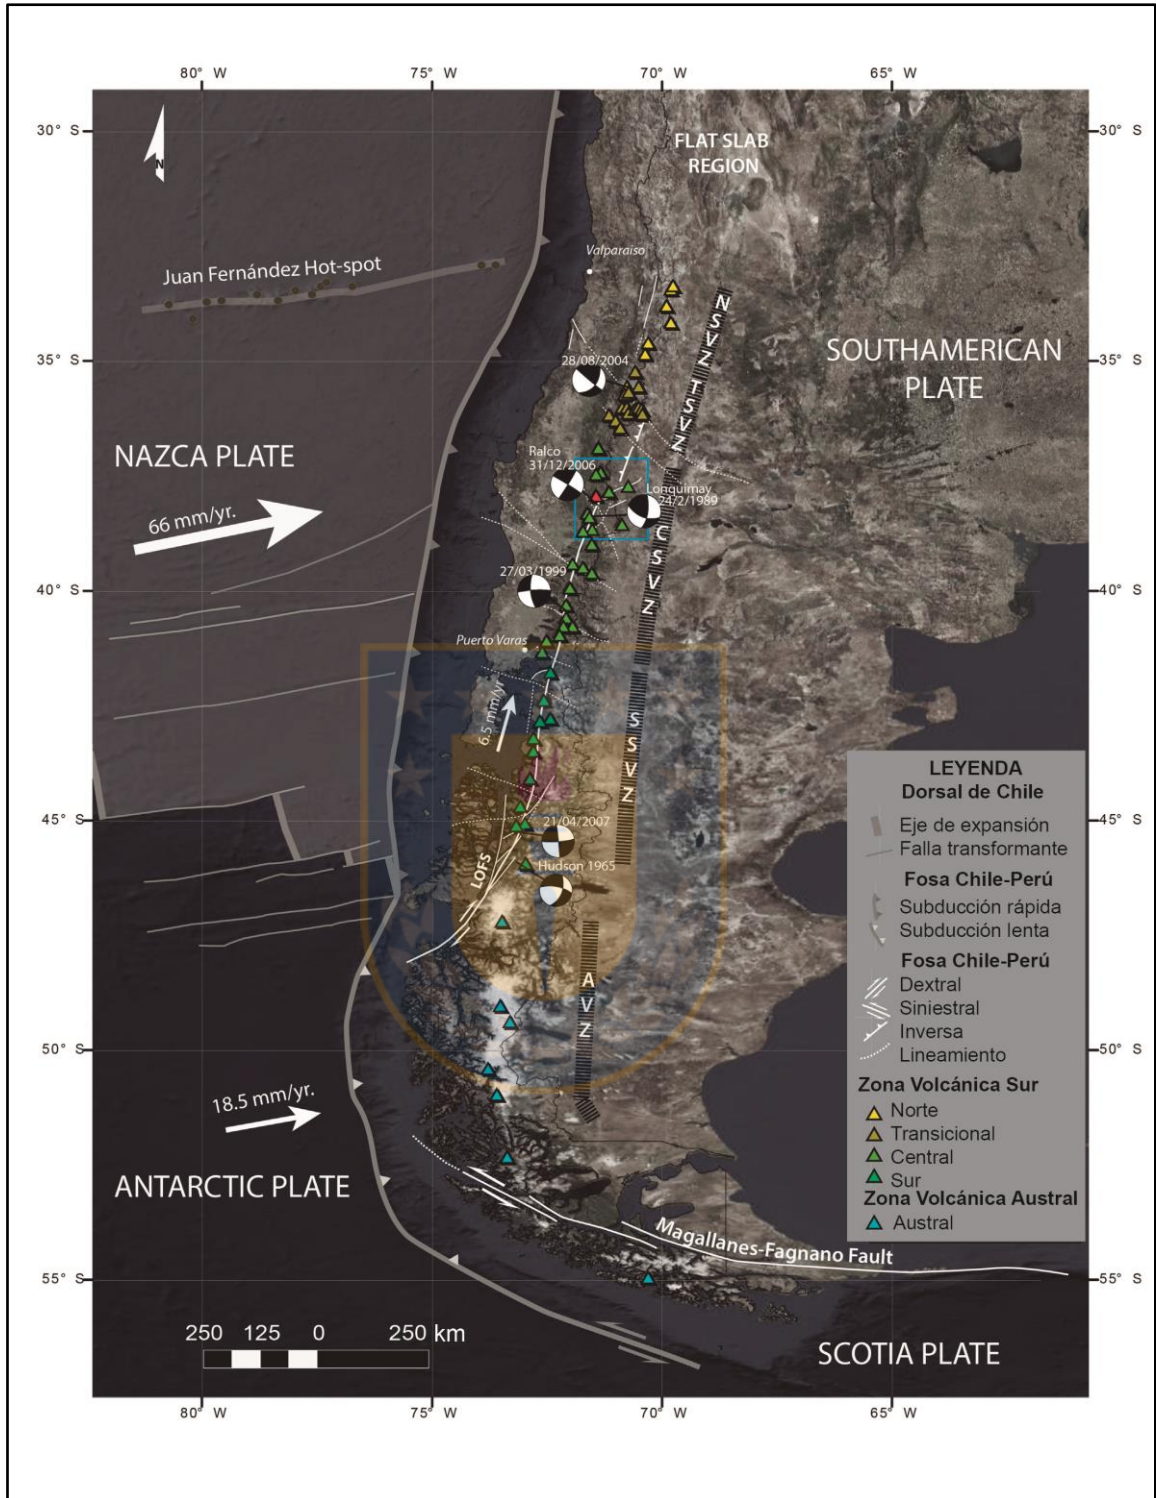 80° W
75° W
70° W
65° W
30° S
30° S
N
FLAT SLAB
REGION
Valparaíso
Juan Fernández Hot-spot
NSVZ
35° S
35° S
28/08/2004
SOUTHAMERICAN
PLATE
TSVZ
NAZCA PLATE
66 mm/yr.
Ralco
31/12/2006
Lonquimay
24/2/1989
CSVZ
27/03/1999
40° S
40° S
Puerto Varas
6.5 mm/yr
SSVZ
45° S
45° S
21/04/2007
Hudson 1965
LOFS
AVZ
LEYENDA
Dorsal de Chile
Eje de expansión
Falla transformante
Fosa Chile-Perú
Subducción rápida
Subducción lenta
Fosa Chile-Perú
Dextral
Siniestral
Inversa
Lineamiento
Zona Volcánica Sur
Norte
Transicional
Central
Sur
Zona Volcánica Austral
Austral
50° S
50° S
18.5 mm/yr.
ANTARCTIC PLATE
Magallanes-Fagnano Fault
55° S
55° S
250 125 0 250 km
SCOTIA PLATE
80° W
75° W
70° W
65° W